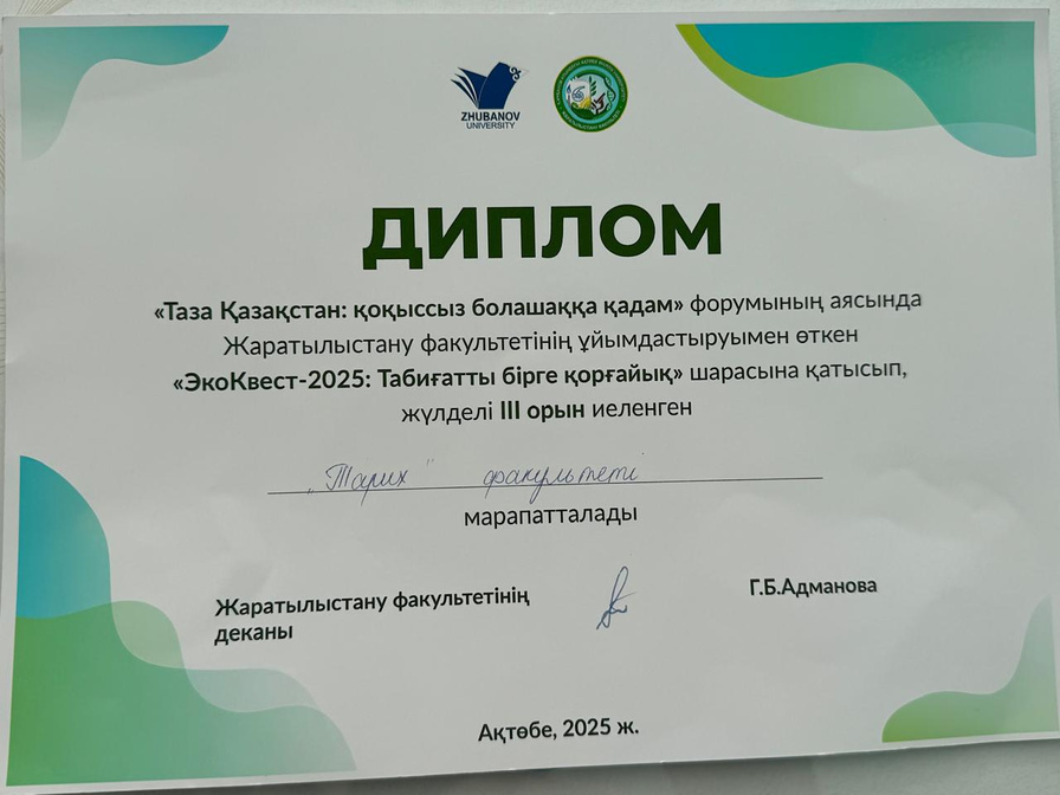 ZHUBANOV
UNIVERSITY
ДИПЛОМ
«Таза Қазақстан: қоқыссыз болашаққа қадам» форумының аясында
Жаратылыстану факультетінің ұйымдастыруымен өткен
«ЭкоКвест-2025: Табиғатты бірге қорғайық» шарасына қатысып,
жүлделі III орын иеленген
„Тарих" факультеті
марапатталады
Жаратылыстану факультетінің
деканы
Г.Б.Адманова
Ақтөбе, 2025 ж.